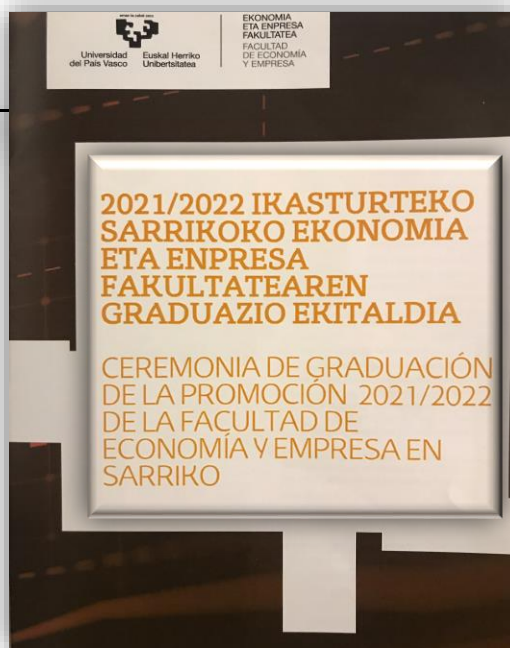 Universidad del País Vasco
Euskal Herriko Unibertsitatea
EKONOMIA
ETA ENPRESA
FAKULTATEA
FACULTAD
DE ECONOMÍA
Y EMPRESA
2021/2022 IKASTURTEKO
SARRIKOKO EKONOMIA
ETA ENPRESA
FAKULTATEAREN
GRADUAZIO EKITALDIA
CEREMONIA DE GRADUACIÓN
DE LA PROMOCIÓN 2021/2022
DE LA FACULTAD DE
ECONOMÍA Y EMPRESA EN
SARRIKO